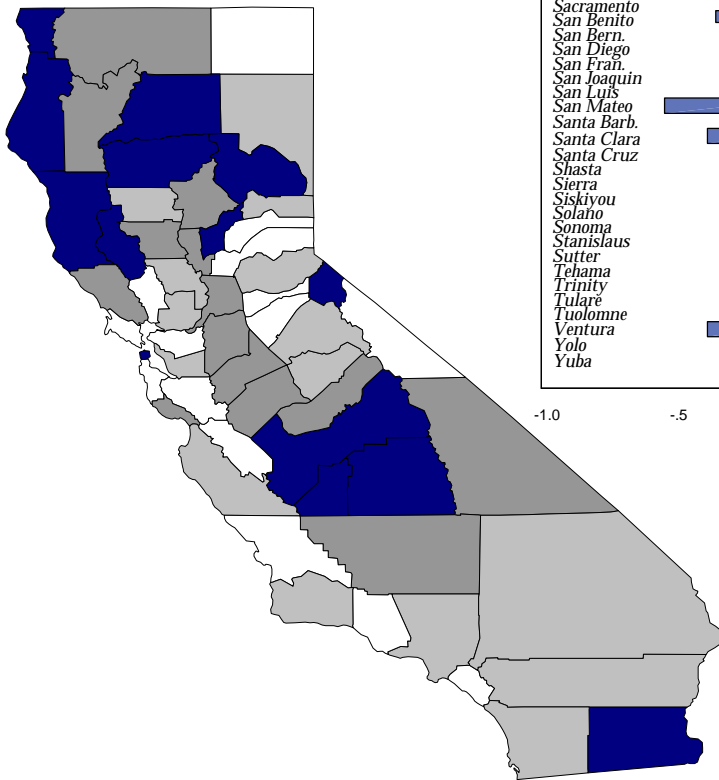 Sacramento
San Benito
San Bern.
San Diego
San Fran.
San Joaquin
San Luis
San Mateo
Santa Barb.
Santa Clara
Santa Cruz
Shasta
Sierra
Siskiyou
Solano
Sonoma
Stanislaus
Sutter
Tehama
Trinity
Tulare
Tuolomne
Ventura
Yolo
Yuba
-1.0 -.5